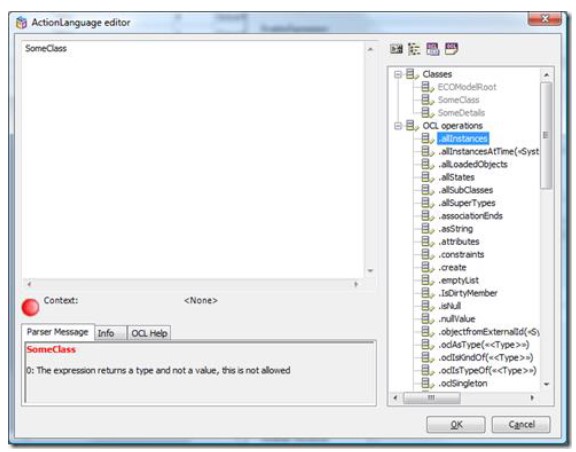 ActionLanguage editor
SomeClass
Classes
ECOModelRoot
SomeClass
SomeDetails
OCL operations
.allInstances
.allInstancesAtTime(«Syst
.allLoadedObjects
.allStates
.allSubClasses
.allSuperTypes
.associationEnds
.asString
.attributes
.constraints
.create
.emptyList
.IsDirtyMember
.isNull
.nullValue
.objectfromExternalId(«Sy
.oclAsType(«<Type>»)
.oclIsKindOf(«<Type>»)
.oclIsTypeOf(«<Type>»)
.oclSingleton
Context: <None>
Parser Message Info OCL Help
SomeClass
0: The expression returns a type and not a value, this is not allowed
OK Cancel